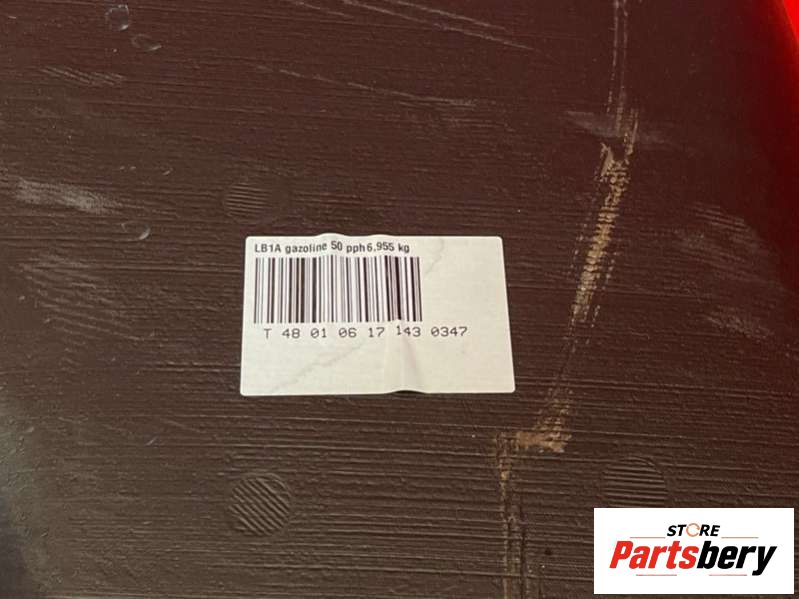 LB1A gazoline 50 pph 6.955 kg
T 48 01 06 17 143 0347
STORE
Partsbery